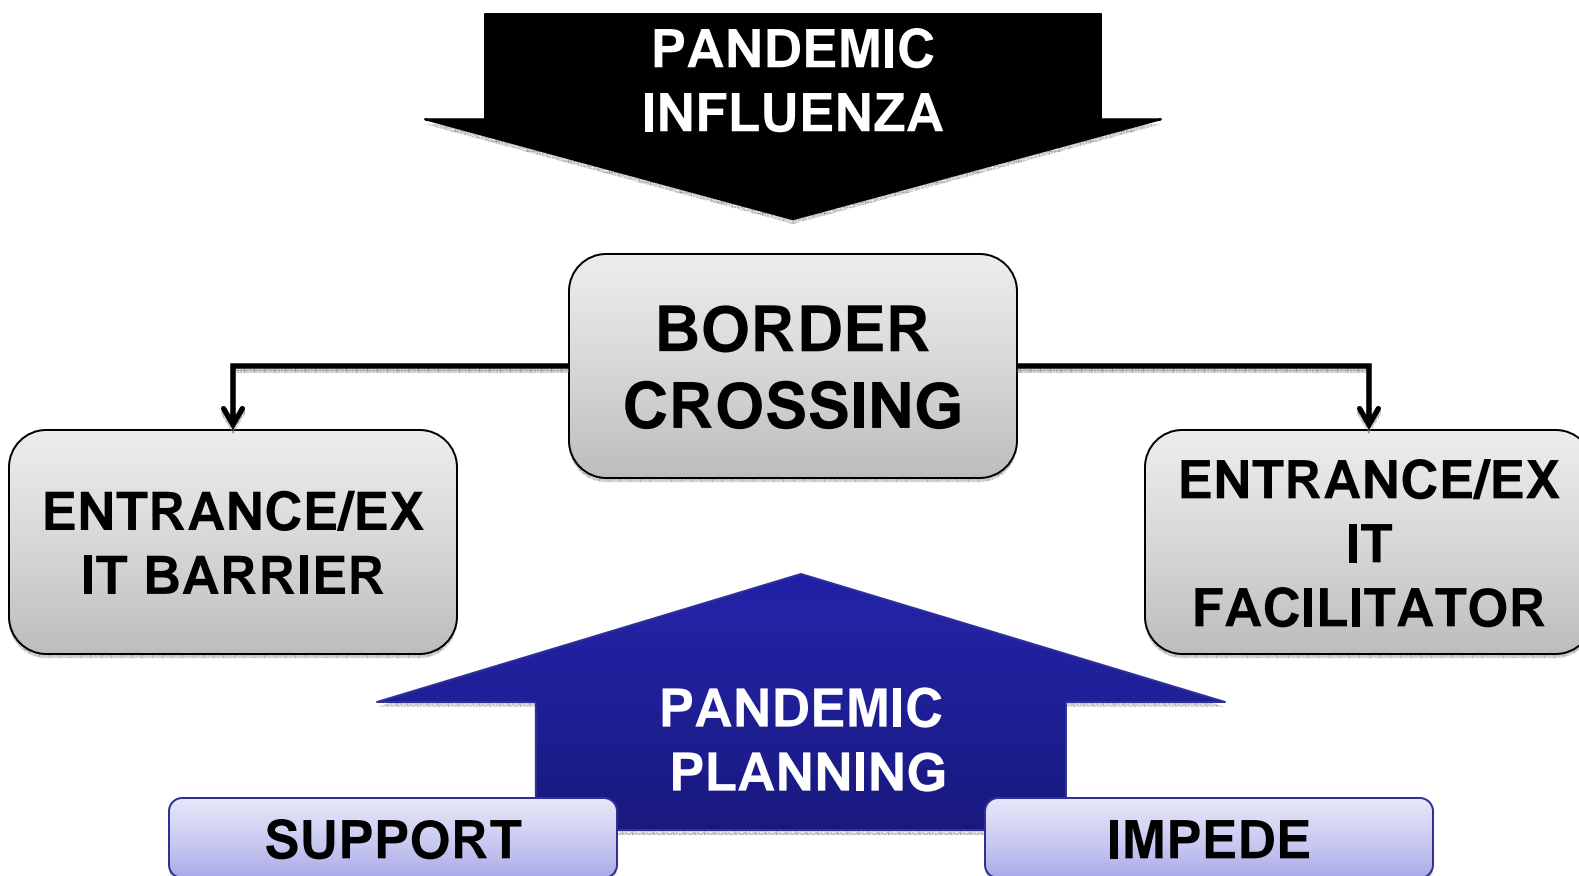 PANDEMIC
INFLUENZA
BORDER
CROSSING
ENTRANCE/EX
IT BARRIER
ENTRANCE/EX
IT
FACILITATOR
PANDEMIC
PLANNING
SUPPORT
IMPEDE